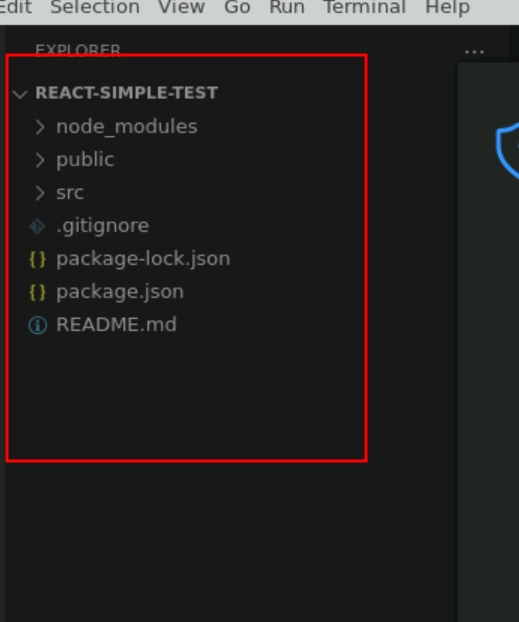 Edit Selection View Go Run Terminal Help
EXPLORER ...
REACT-SIMPLE-TEST
node_modules
public
src
.gitignore
package-lock.json
package.json
README.md